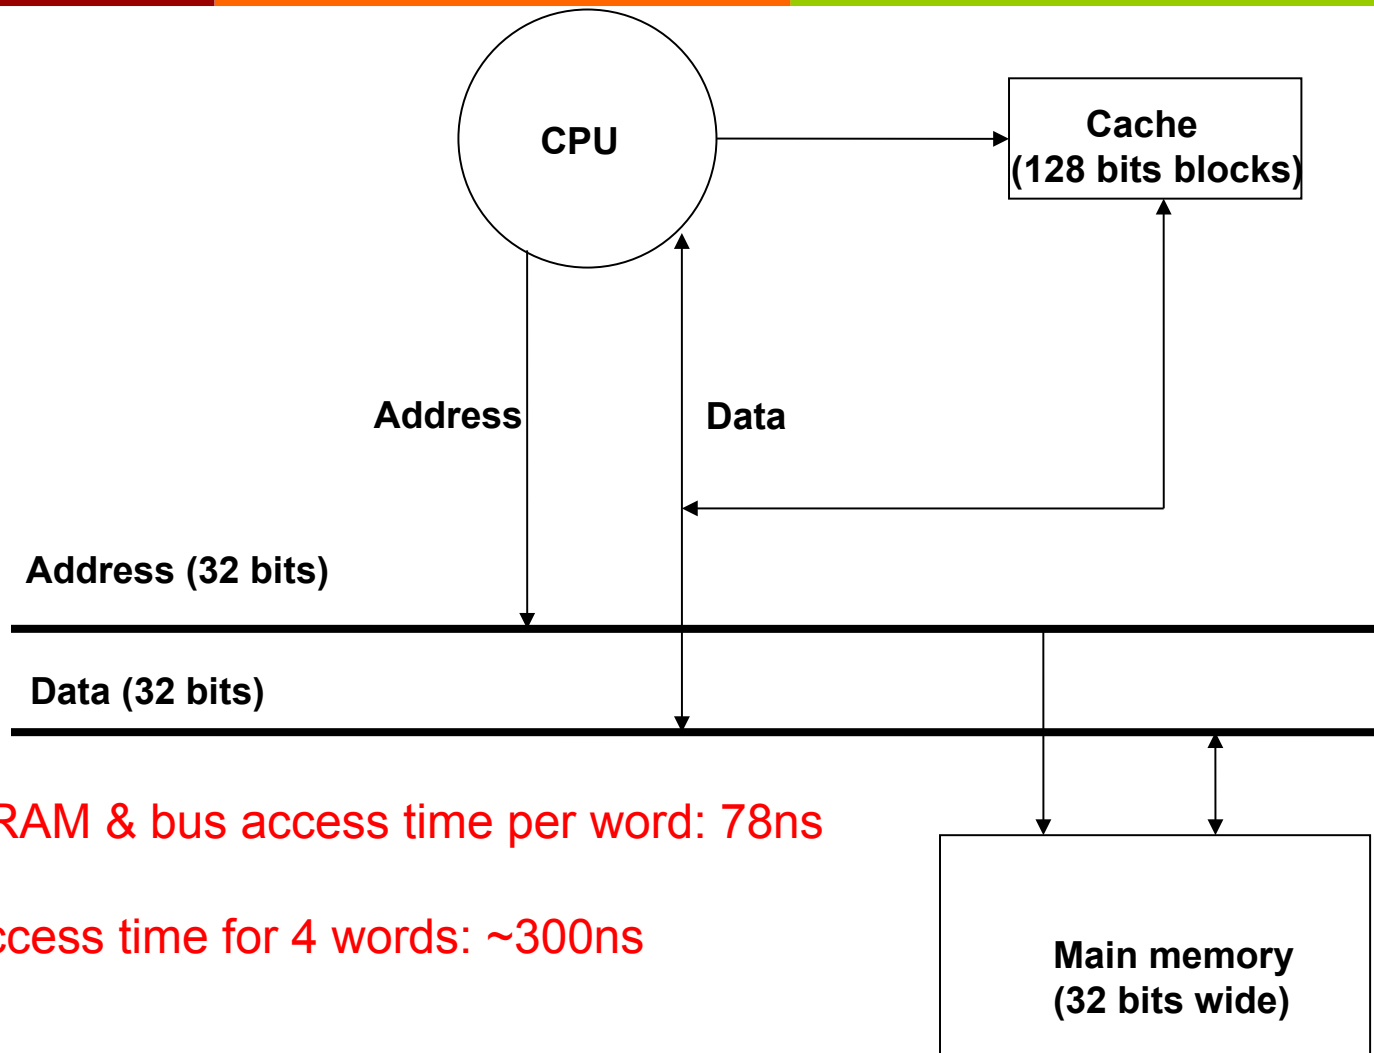 CPU
Cache
(128 bits blocks)
Address
Data
Address (32 bits)
Data (32 bits)
RAM & bus access time per word: 78ns
ccess time for 4 words: ~300ns
Main memory
(32 bits wide)